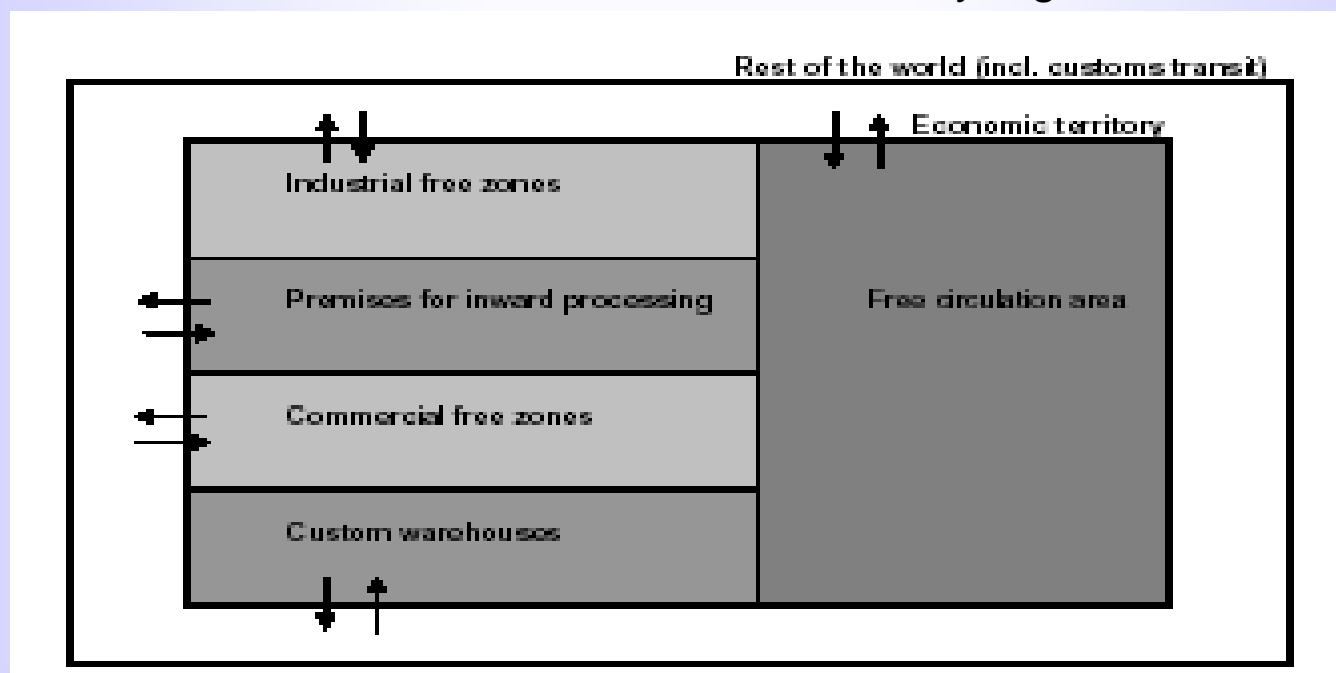 Rest of the world (incl. customs transit)
Economic territory
Industrial free zones
Premises for inward processing
Free circulation area
Commercial free zones
Custom warehouses